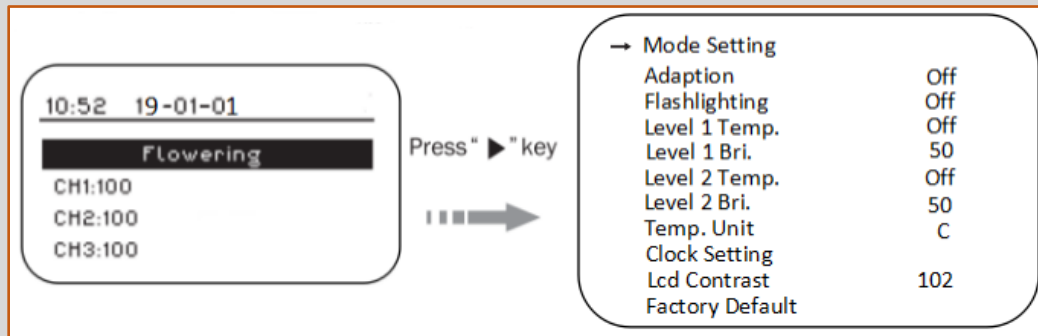 10:52 19-01-01
Flowering
CH1:100
CH2:100
CH3:100
Press “ ▶ ” key
→ Mode Setting
Adaption Off
Flashlighting Off
Level 1 Temp. Off
Level 1 Bri. 50
Level 2 Temp. Off
Level 2 Bri. 50
Temp. Unit C
Clock Setting
Lcd Contrast 102
Factory Default